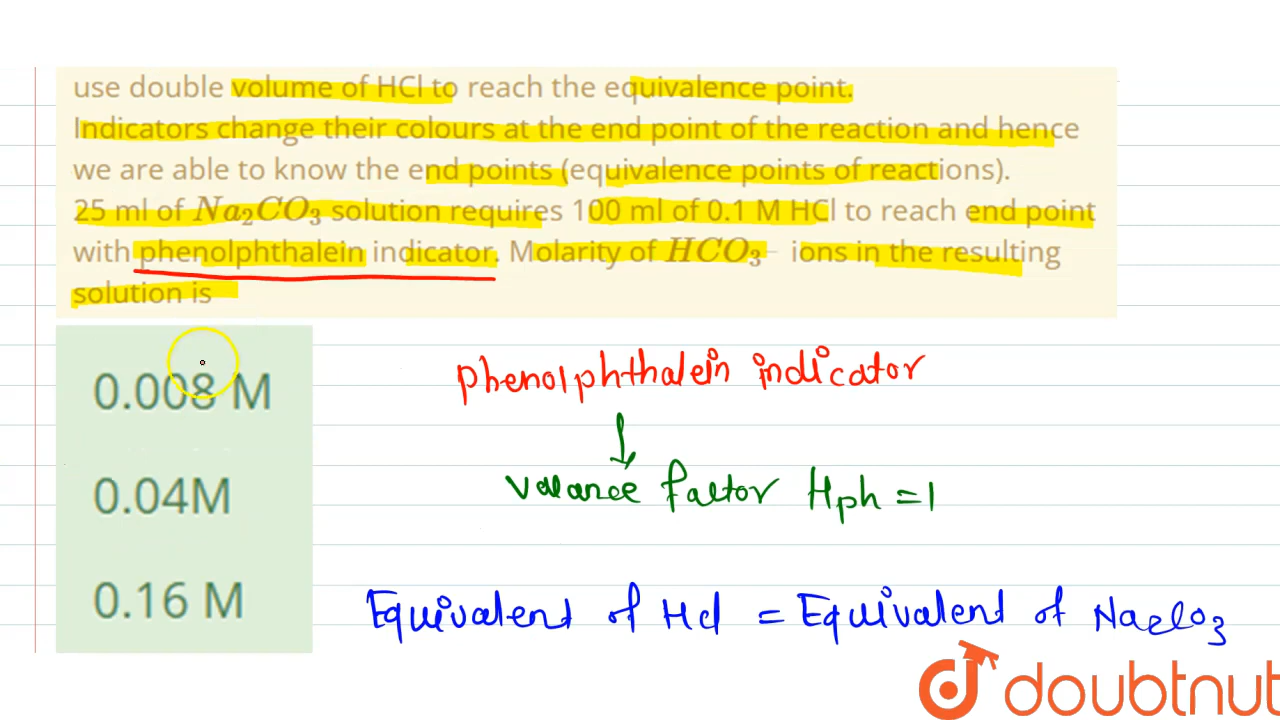 use double volume of HCl to reach the equivalence point.
Indicators change their colours at the end point of the reaction and hence
we are able to know the end points (equivalence points of reactions).
25 ml of Na₂CO₃ solution requires 100 ml of 0.1 M HCl to reach end point
with phenolphthalein indicator. Molarity of HCO₃− ions in the resulting
solution is
0.008 M
0.04M
0.16 M
phenolphthalein indicator
↓
Valance factor Hph = 1
Equivalent of Hcl = Equivalent of NaclO3
doubtnut